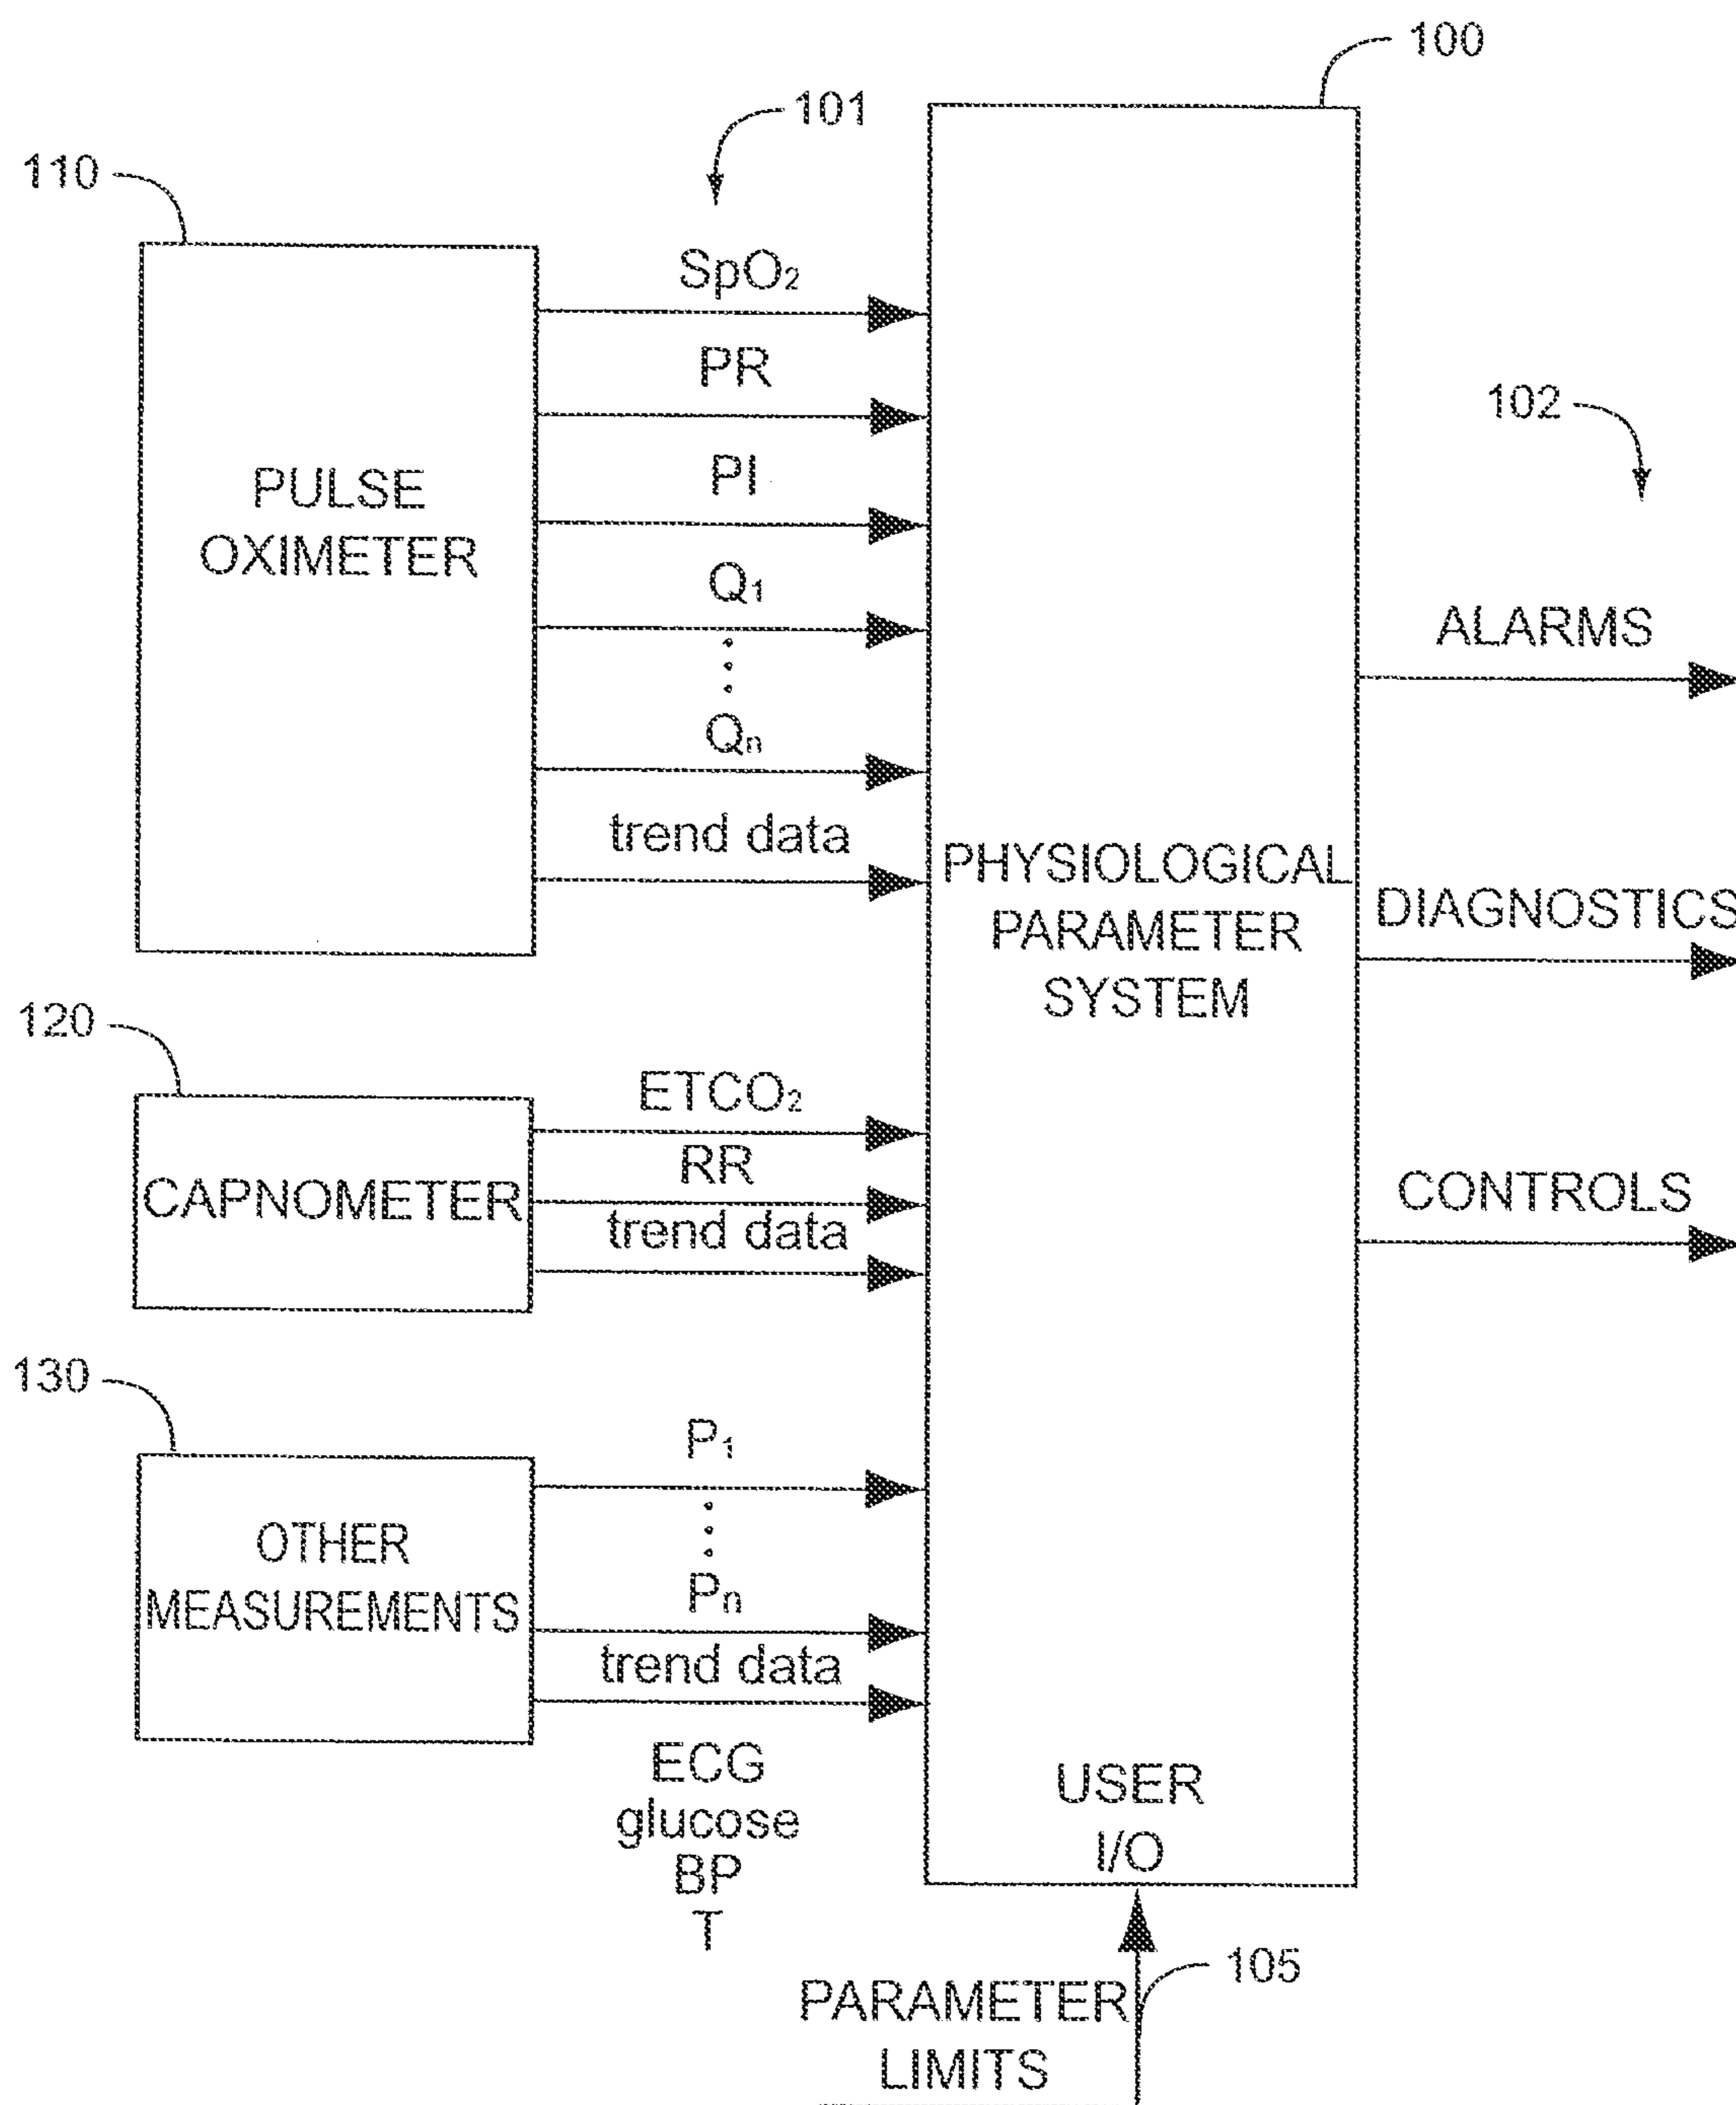 100
101
110
SpO₂
PR
PI
Q₁
Qₙ
trend data
PULSE
OXIMETER
102
ALARMS
DIAGNOSTICS
CONTROLS
PHYSIOLOGICAL
PARAMETER
SYSTEM
120
CAPNOMETER
ETCO₂
RR
trend data
130
OTHER
MEASUREMENTS
P₁
Pₙ
trend data
ECG
glucose
BP
T
USER
I/O
105
PARAMETER
LIMITS